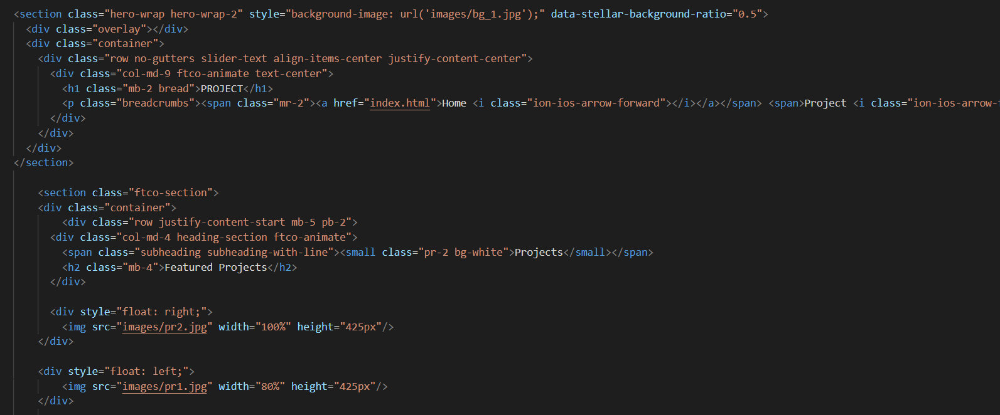 <section class="hero-wrap hero-wrap-2" style="background-image: url('images/bg_1.jpg');" data-stellar-background-ratio="0.5">
<div class="overlay"></div>
<div class="container">
<div class="row no-gutters slider-text align-items-center justify-content-center">
<div class="col-md-9 ftco-animate text-center">
<h1 class="mb-2 bread">PROJECT</h1>
<p class="breadcrumbs"><span class="mr-2"><a href="index.html">Home <i class="ion-ios-arrow-forward"></i></a></span> <span>Project <i class="ion-ios-arrow-
</div>
</div>
</div>
</section>
<section class="ftco-section">
<div class="container">
<div class="row justify-content-start mb-5 pb-2">
<div class="col-md-4 heading-section ftco-animate">
<span class="subheading subheading-with-line"><small class="pr-2 bg-white">Projects</small></span>
<h2 class="mb-4">Featured Projects</h2>
</div>
<div style="float: right;">
<img src="images/pr2.jpg" width="100%" height="425px"/>
</div>
<div style="float: left;">
<img src="images/pr1.jpg" width="80%" height="425px"/>
</div>